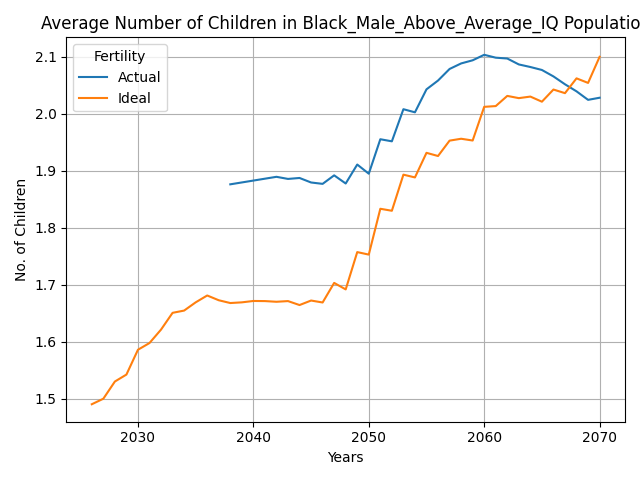 Average Number of Children in Black_Male_Above_Average_IQ Populatio
Fertility
Actual
Ideal
No. of Children
2.1
2.0
1.9
1.8
1.7
1.6
1.5
2030 2040 2050 2060 2070
Years